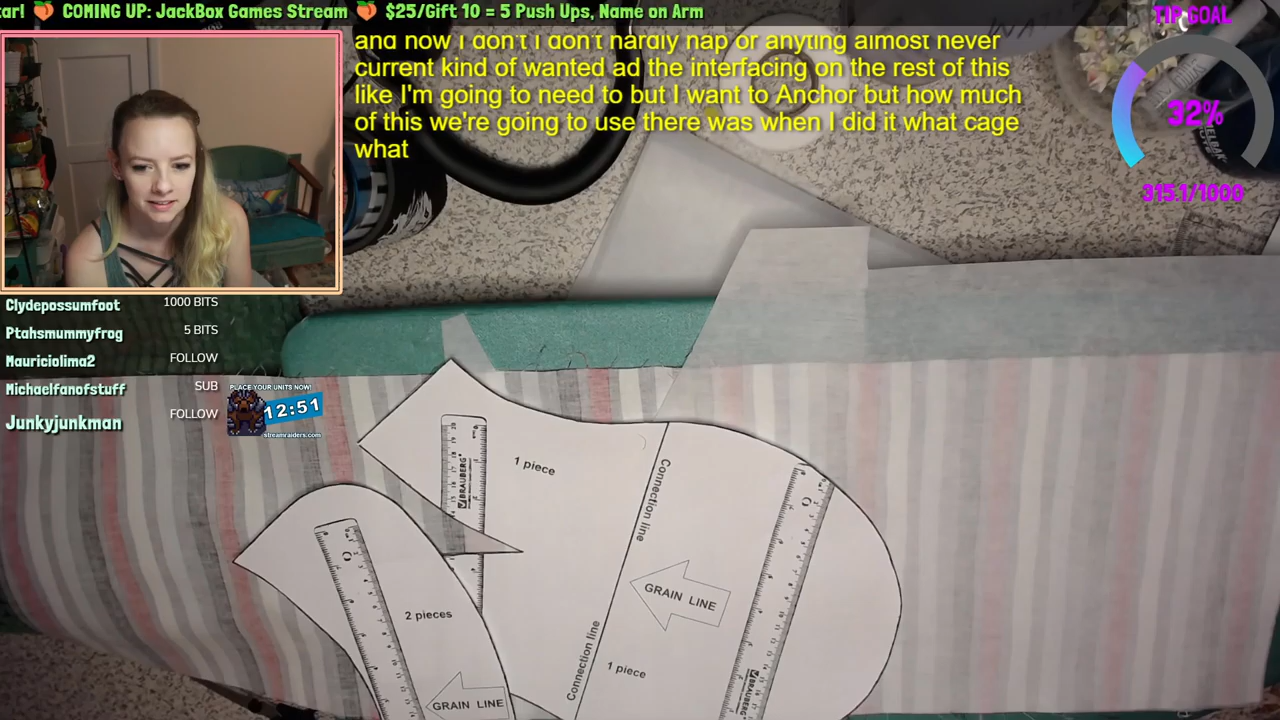 tar! 🍑 COMING UP: JackBox Games Stream 🍑 $25/Gift 10 = 5 Push Ups, Name on Arm
TIP GOAL
and now I don't I don't hardly nap or anyting almost never
current kind of wanted ad the interfacing on the rest of this
like I'm going to need to but I want to Anchor but how much
of this we're going to use there was when I did it what cage
what
32%
315.1/1000
Clydepossumfoot 1000 BITS
Ptahsmummyfrog 5 BITS
Mauriciolima2 FOLLOW
Michaelfanofstuff SUB
Junkyjunkman FOLLOW
PLACE YOUR UNITS NOW!
12:51
streamraiders.com
1 piece
BRAUBERG
Connection line
GRAIN LINE
2 pieces
Connection line
1 piece
BRAUBERG
GRAIN LINE